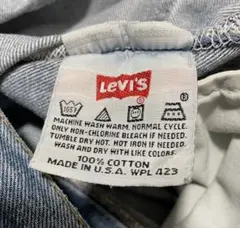 LEVI'S
105F
MACHINE WASH WARM. NORMAL CYCLE.
ONLY NON-CHLORINE BLEACH IF NEEDED.
TUMBLE DRY HOT. HOT IRON IF NEEDED.
WASH AND DRY WITH LIKE COLORS.
100% COTTON
MADE IN U.S.A. WPL 423